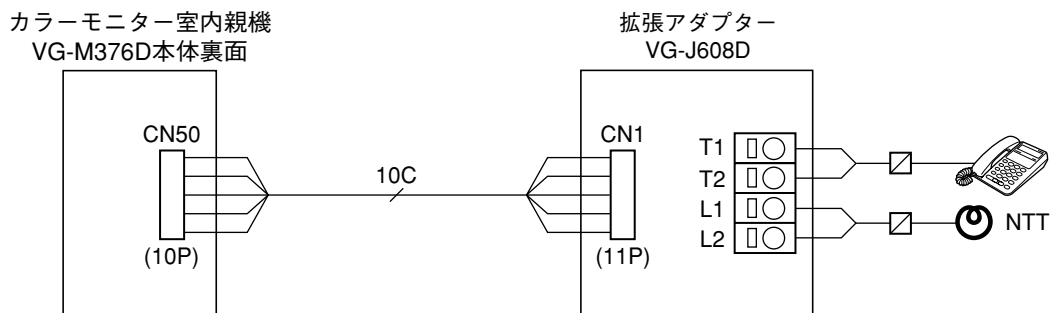 カラーモニター室内親機
VG-M376D本体裏面
拡張アダプター
VG-J608D
CN50
(10P)
10C
CN1
(11P)
T1
T2
L1
L2
NTT